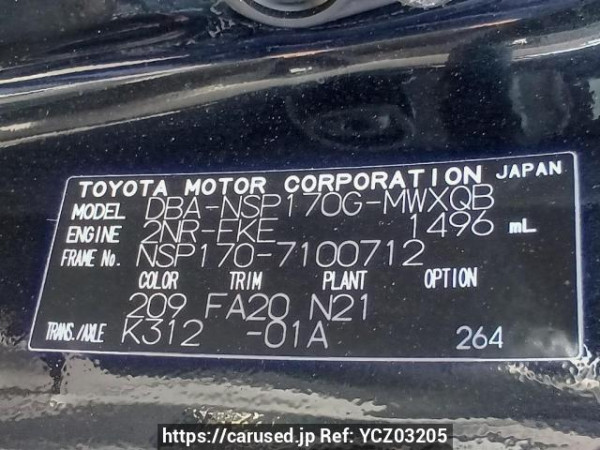 TOYOTA MOTOR CORPORATION JAPAN
MODEL DBA-NSP170G-MWXQB
ENGINE 2NR-FKE 1496 mL
FRAME No. NSP170-7100712
COLOR TRIM PLANT OPTION
209 FA20 N21
TRANS./AXLE K312 -01A 264
https://carused.jp Ref: YCZ03205